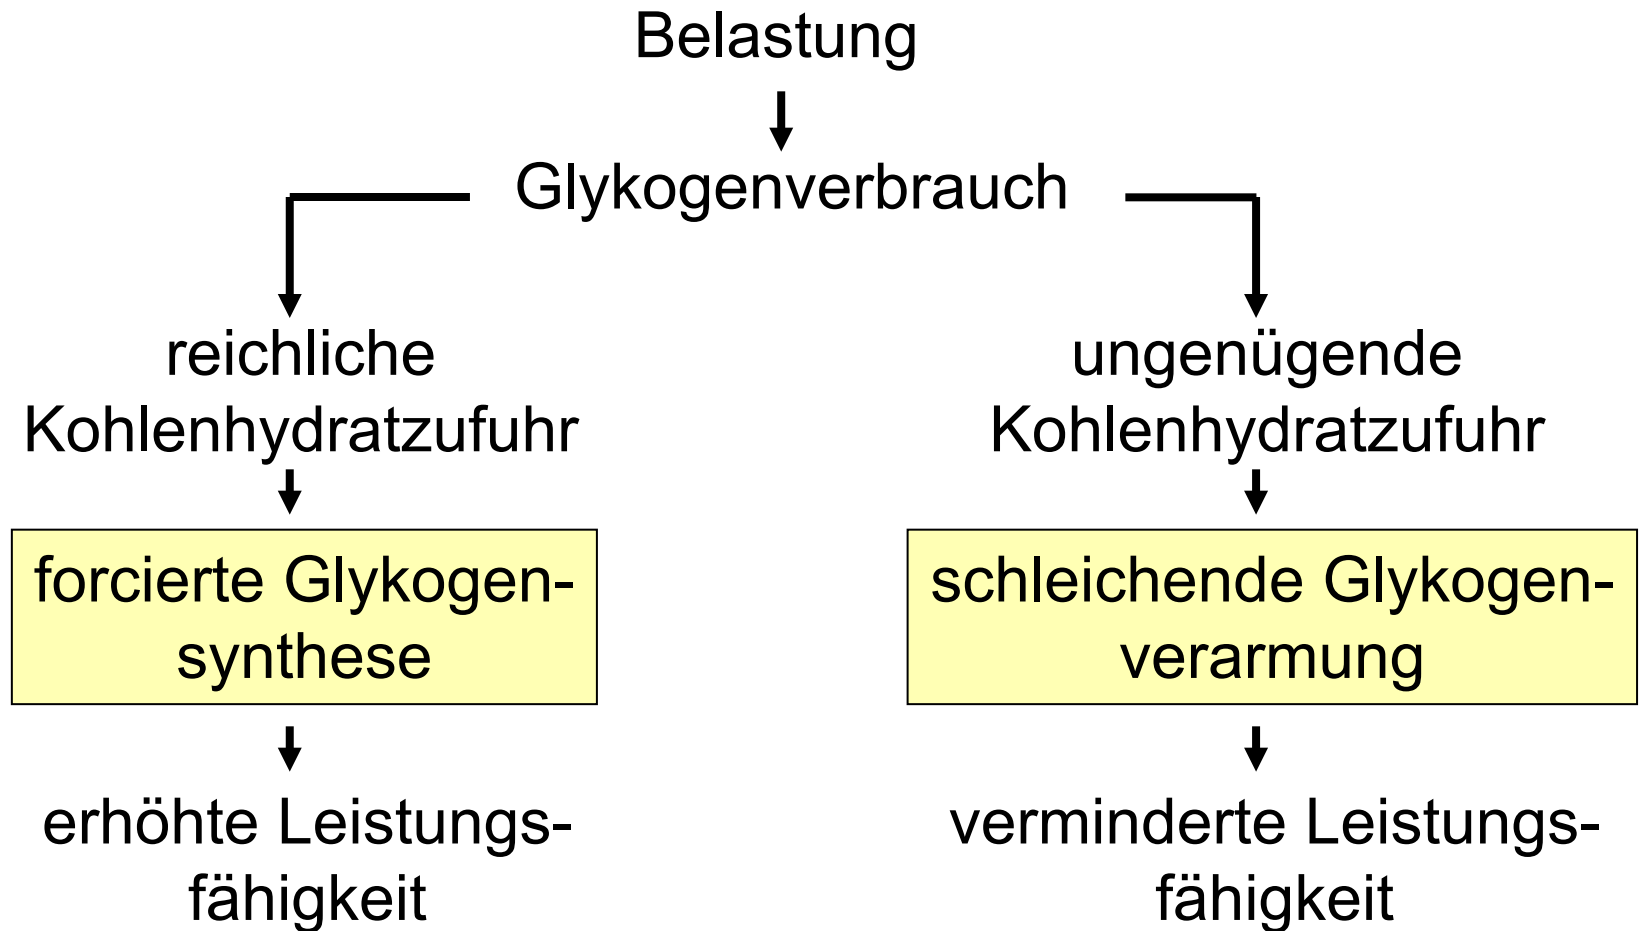 Belastung
Glykogenverbrauch
reichliche
Kohlenhydratzufuhr
forcierte Glykogen-
synthese
erhöhte Leistungs-
fähigkeit
ungenügende
Kohlenhydratzufuhr
schleichende Glykogen-
verarmung
verminderte Leistungs-
fähigkeit